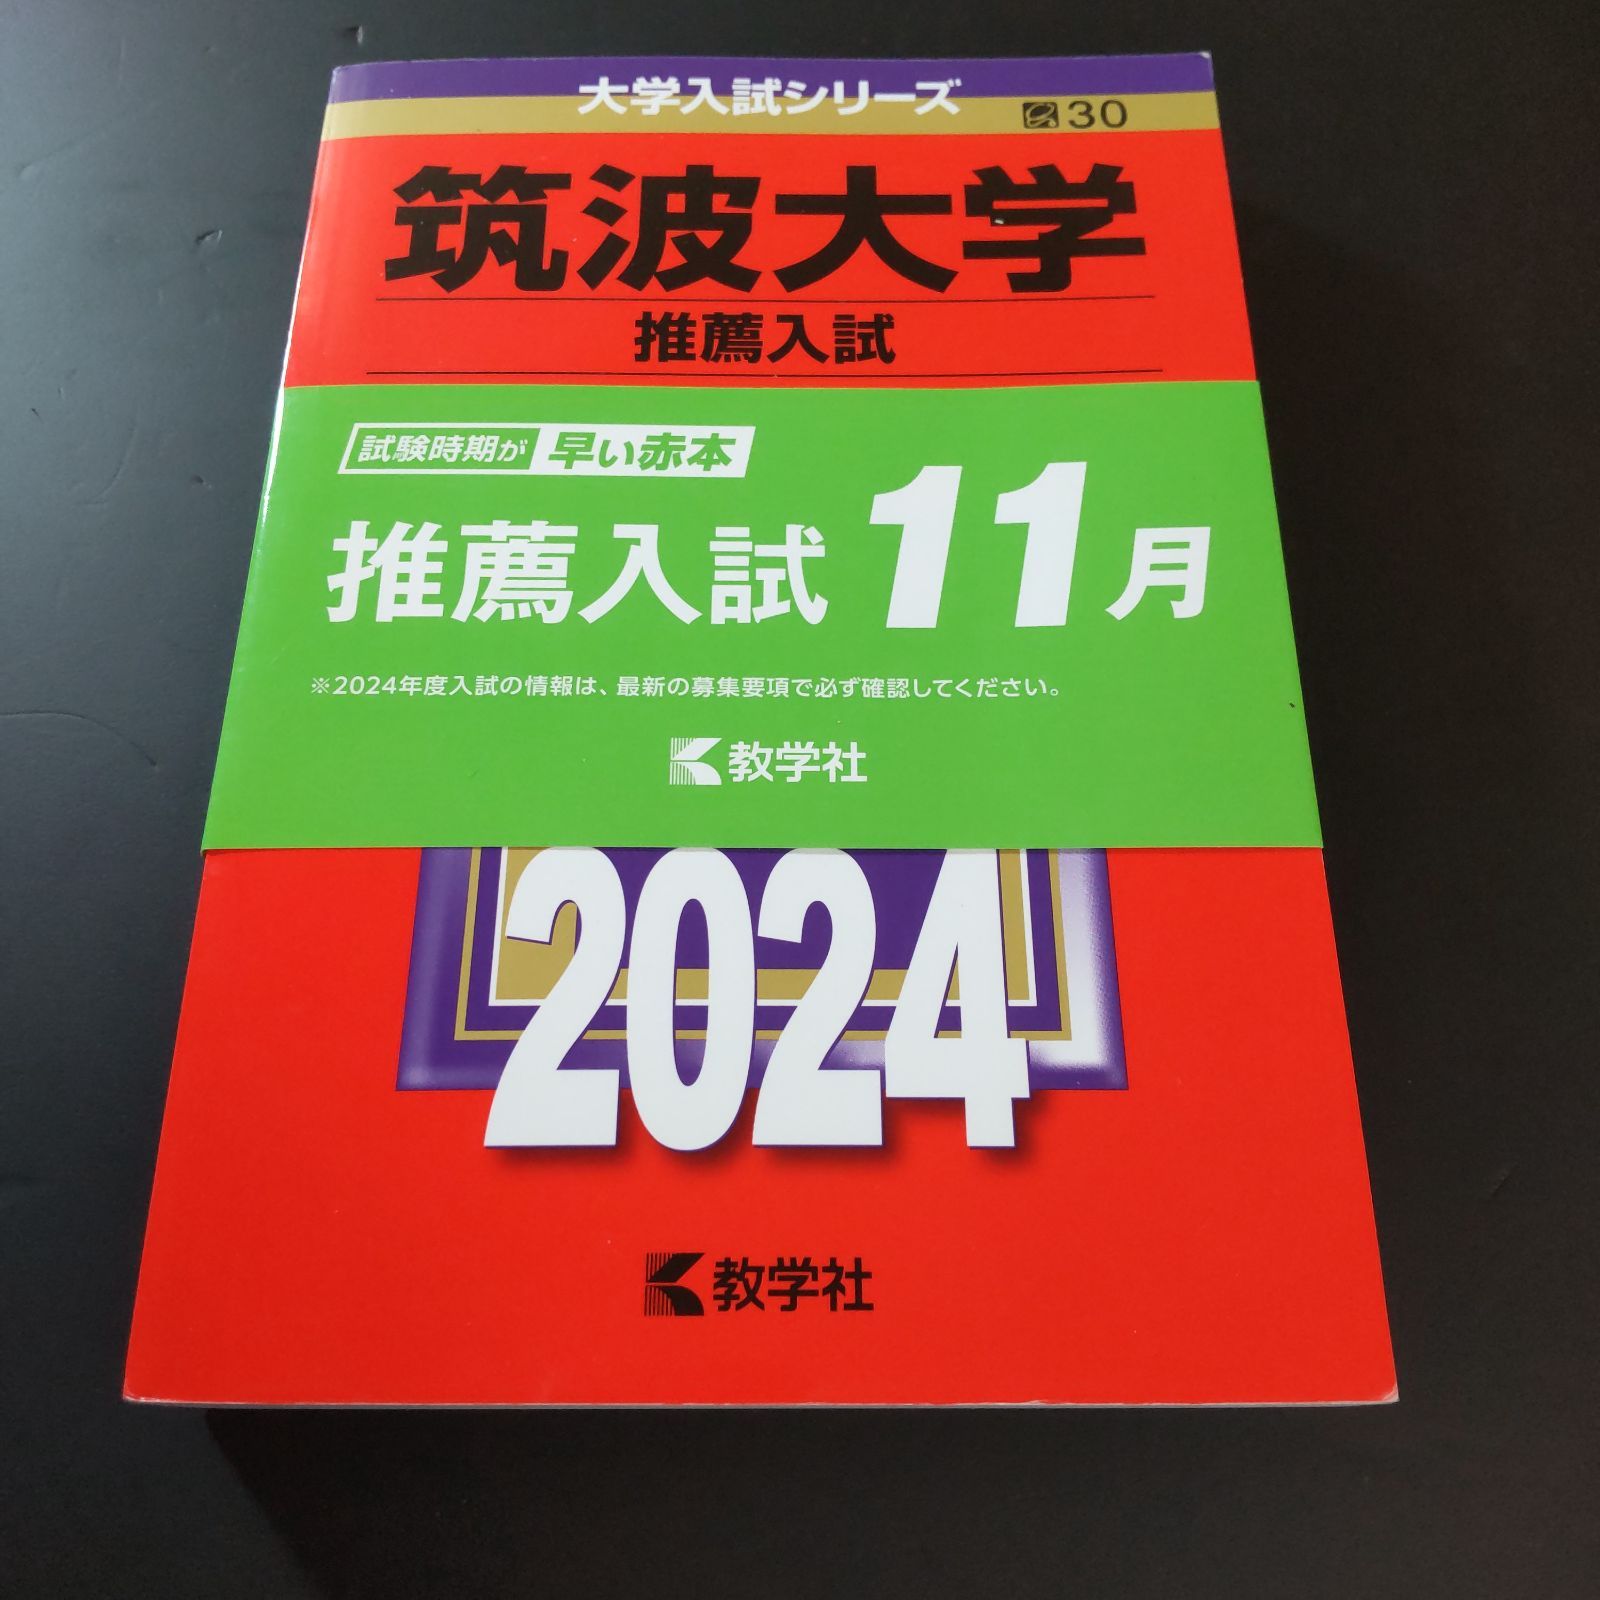 大学入試シリーズ
30
筑波大学
推薦入試
試験時期が早い赤本
推薦入試 11月
※2024年度入試の情報は、最新の募集要項で必ず確認してください。
教学社
2024
教学社